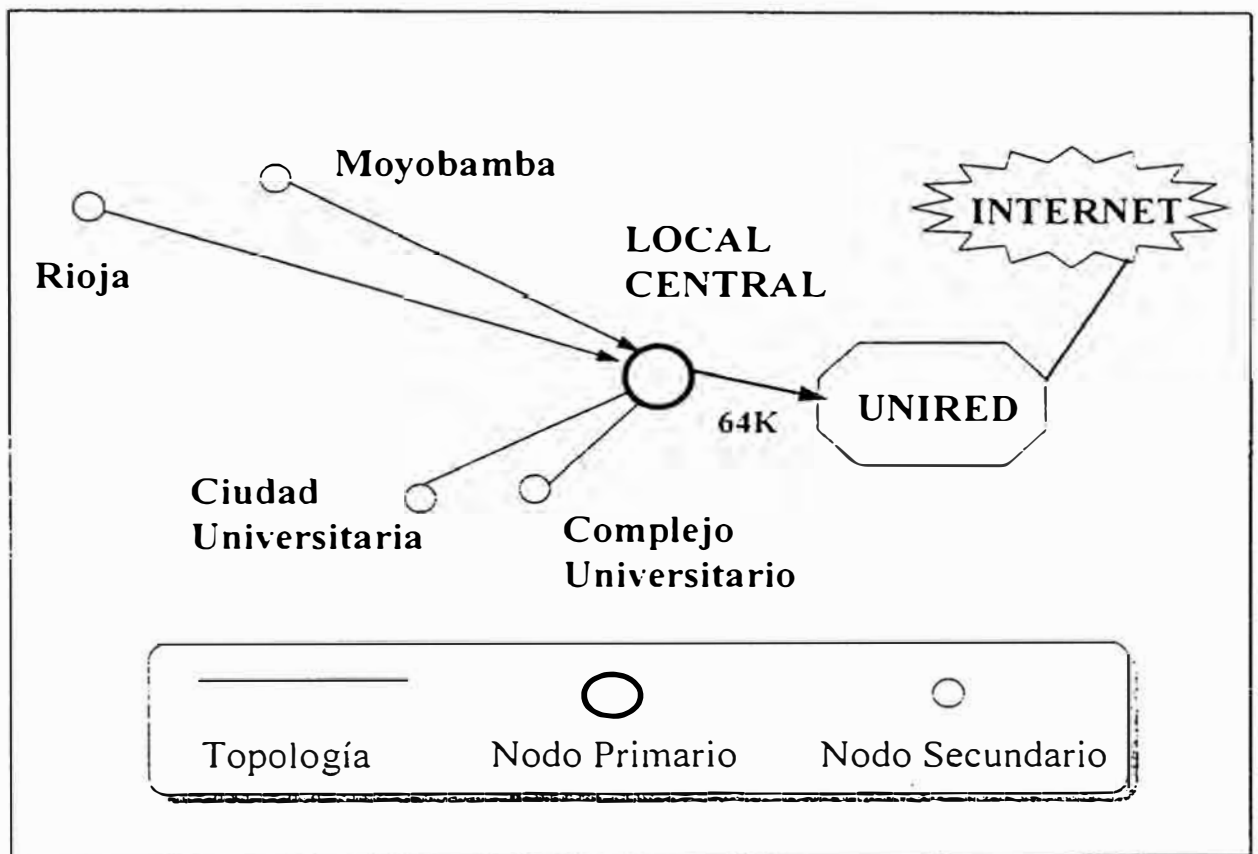 Moyobamba
INTERNET
LOCAL
CENTRAL
Rioja
UNIRED
64K
Ciudad
Universitaria
Complejo
Universitario
Topología
Nodo Primario
Nodo Secundario